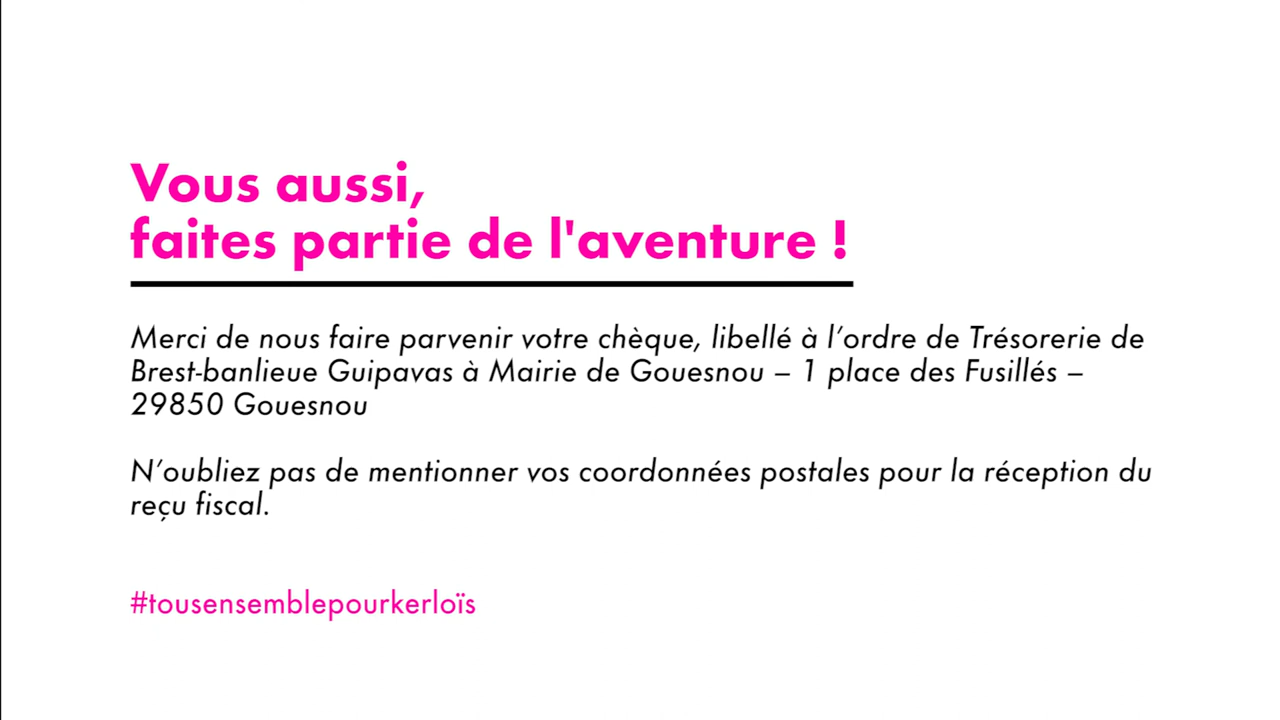 Vous aussi,
faites partie de l'aventure !
Merci de nous faire parvenir votre chèque, libellé à l’ordre de Trésorerie de
Brest-banlieue Guipavas à Mairie de Gouesnou – 1 place des Fusillés –
29850 Gouesnou
N’oubliez pas de mentionner vos coordonnées postales pour la réception du
reçu fiscal.
#tousensemblepourkerloïs